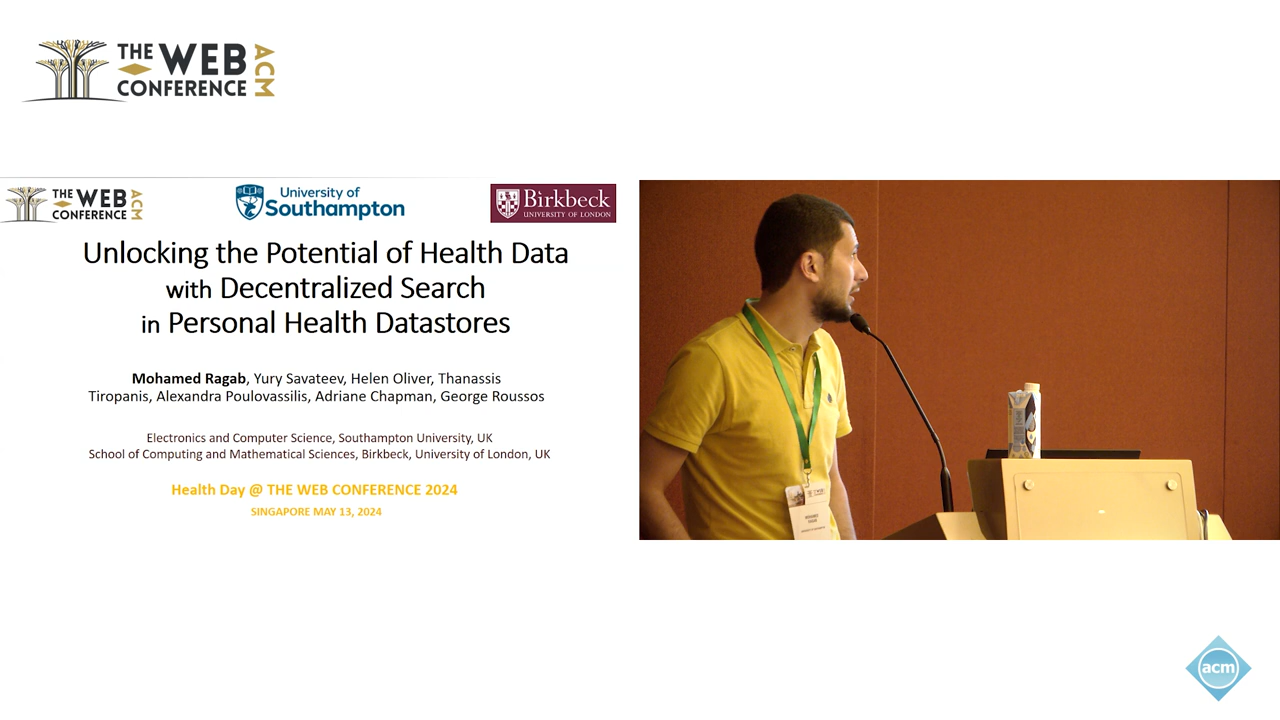 THE WEB CONFERENCE ACM
THE WEB CONFERENCE ACM
University of Southampton
Birkbeck
UNIVERSITY OF LONDON
Unlocking the Potential of Health Data
with Decentralized Search
in Personal Health Datastores
Mohamed Ragab, Yury Savateev, Helen Oliver, Thanassis
Tiropanis, Alexandra Poulovassilis, Adriane Chapman, George Roussos
Electronics and Computer Science, Southampton University, UK
School of Computing and Mathematical Sciences, Birkbeck, University of London, UK
Health Day @ THE WEB CONFERENCE 2024
SINGAPORE MAY 13, 2024
acm